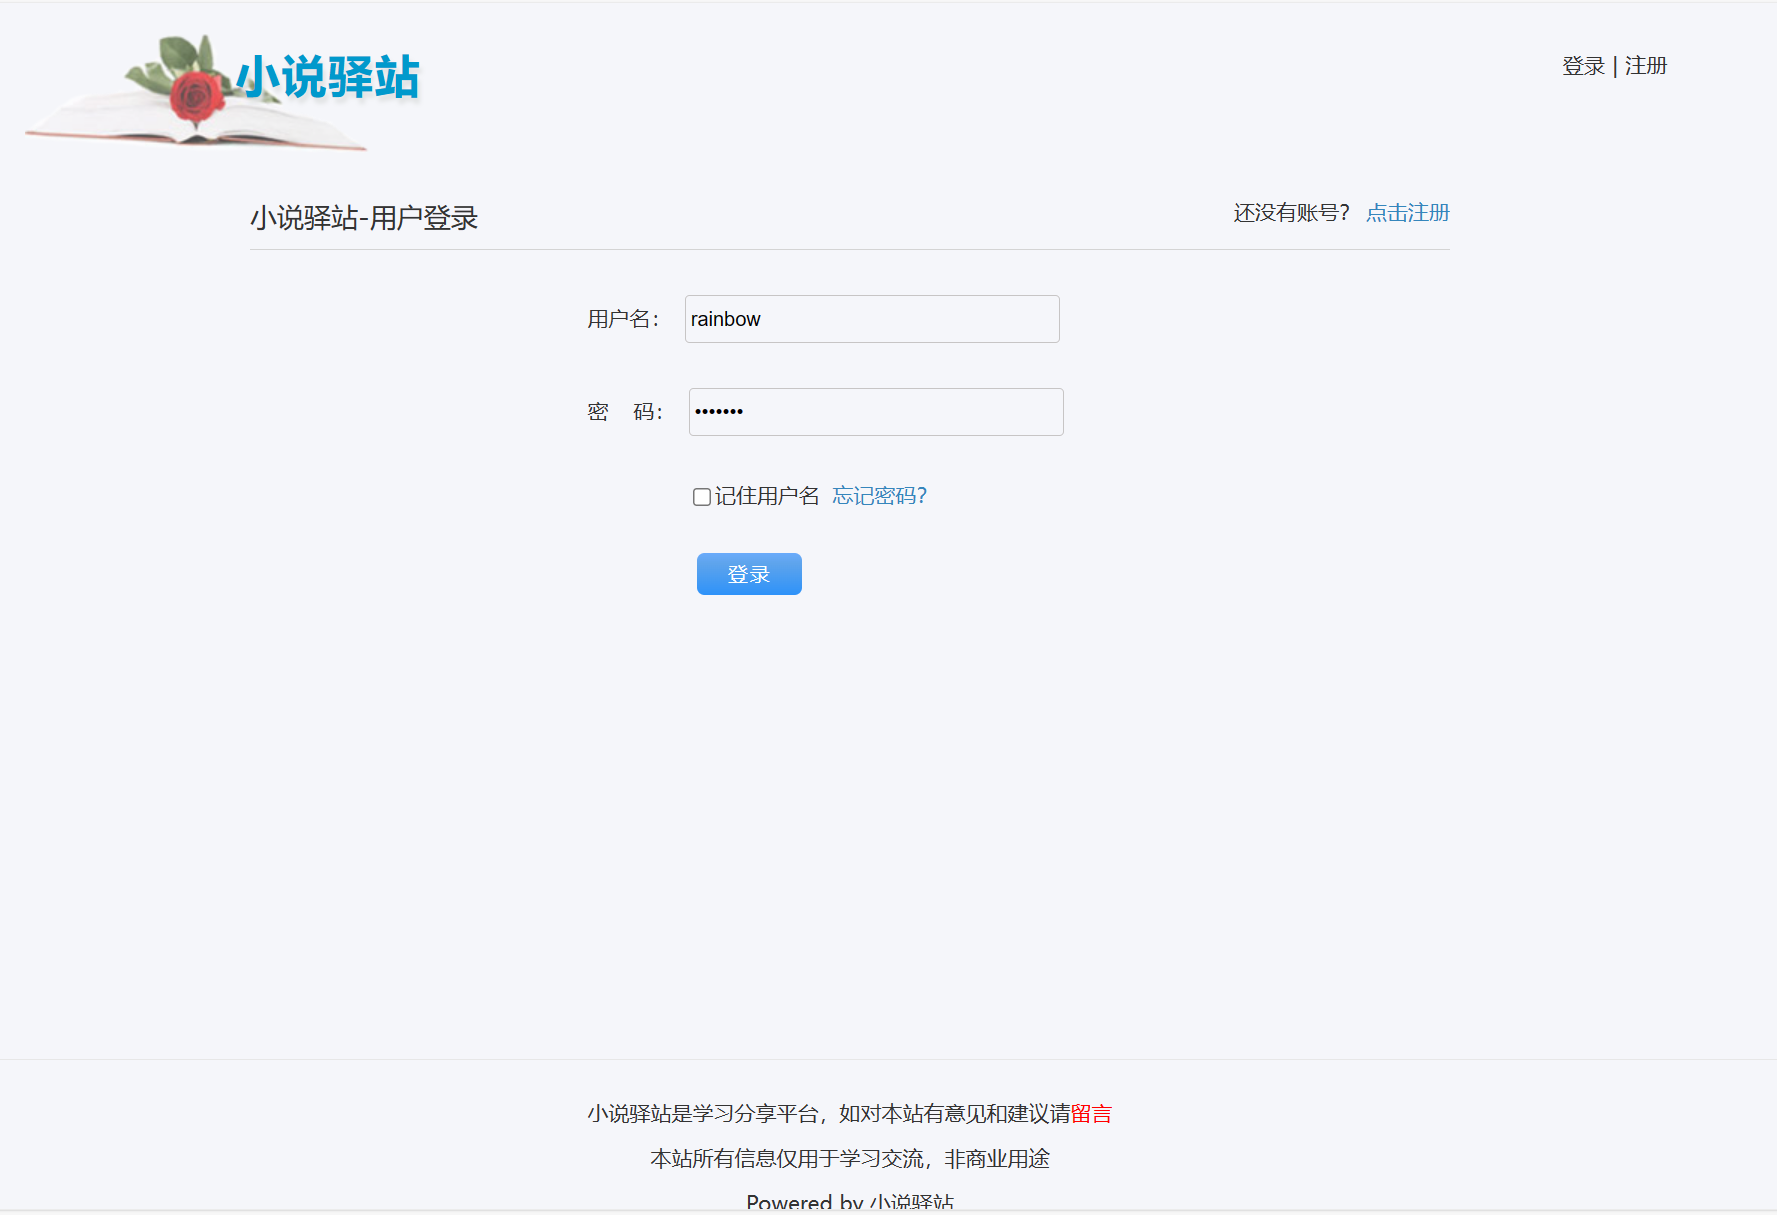 小说驿站
登录 | 注册
小说驿站-用户登录
还没有账号？ 点击注册
用户名： rainbow
密 码： •••••••
记住用户名 忘记密码?
登录
小说驿站是学习分享平台，如对本站有意见和建议请留言
本站所有信息仅用于学习交流，非商业用途
Powered by 小说驿站